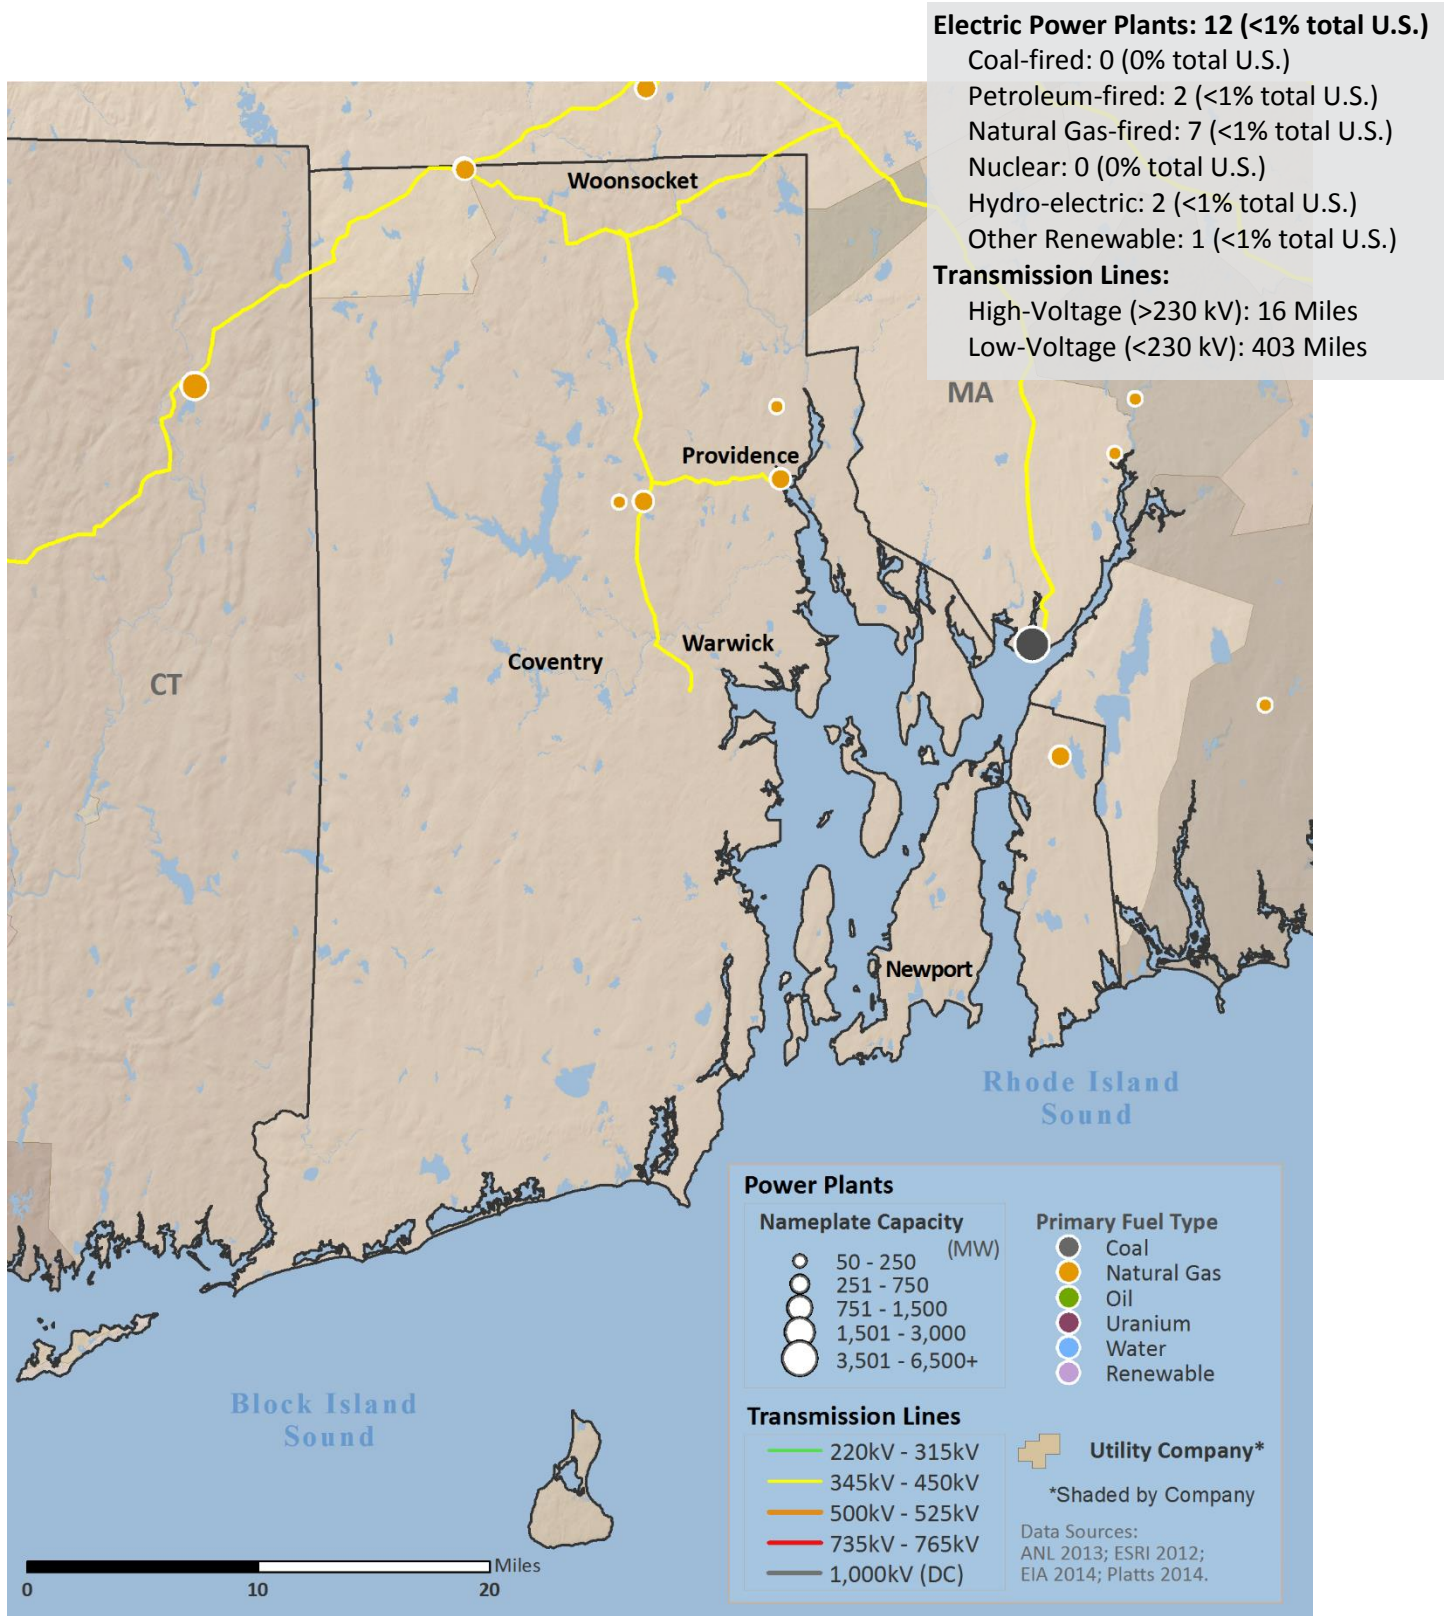 Electric Power Plants: 12 (<1% total U.S.)
Coal-fired: 0 (0% total U.S.)
Petroleum-fired: 2 (<1% total U.S.)
Natural Gas-fired: 7 (<1% total U.S.)
Nuclear: 0 (0% total U.S.)
Hydro-electric: 2 (<1% total U.S.)
Other Renewable: 1 (<1% total U.S.)
Transmission Lines:
High-Voltage (>230 kV): 16 Miles
Low-Voltage (<230 kV): 403 Miles
Woonsocket
MA
Providence
Warwick
Coventry
CT
Newport
Rhode Island
Sound
Block Island
Sound
Power Plants
Nameplate Capacity
(MW)
50 - 250
251 - 750
751 - 1,500
1,501 - 3,000
3,501 - 6,500+
Primary Fuel Type
Coal
Natural Gas
Oil
Uranium
Water
Renewable
Transmission Lines
220kV - 315kV
345kV - 450kV
500kV - 525kV
735kV - 765kV
1,000kV (DC)
Utility Company*
*Shaded by Company
Data Sources:
ANL 2013; ESRI 2012;
EIA 2014; Platts 2014.
Miles
0 10 20